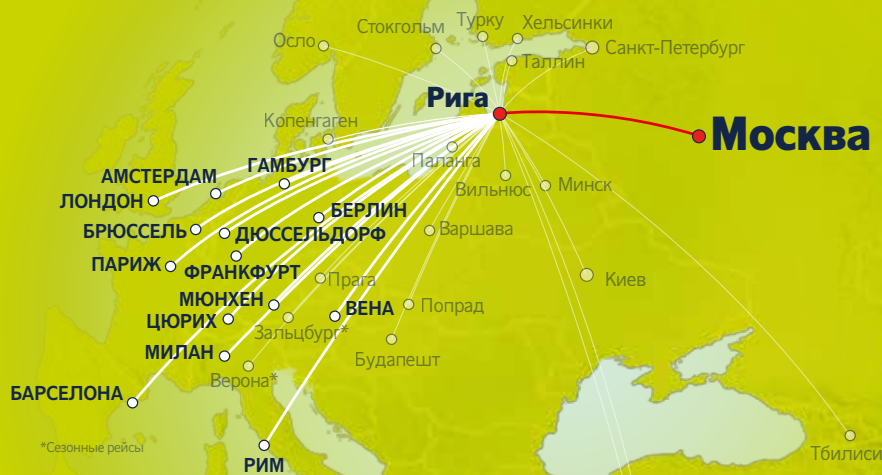 Турку
Хельсинки
Стокгольм
Осло
Санкт-Петербург
Таллин
Рига
Москва
Копенгаген
Паланга
ГАМБУРГ
АМСТЕРДАМ
Вильнюс
Минск
ЛОНДОН
БЕРЛИН
БРЮССЕЛЬ
ДЮССЕЛЬДОРФ
Варшава
ПАРИЖ
ФРАНКФУРТ
Прага
Киев
МЮНХЕН
ВЕНА
Попрад
ЦЮРИХ
Зальцбург*
МИЛАН
Будапешт
Верона*
БАРСЕЛОНА
*Сезонные рейсы
Тбилиси
РИМ